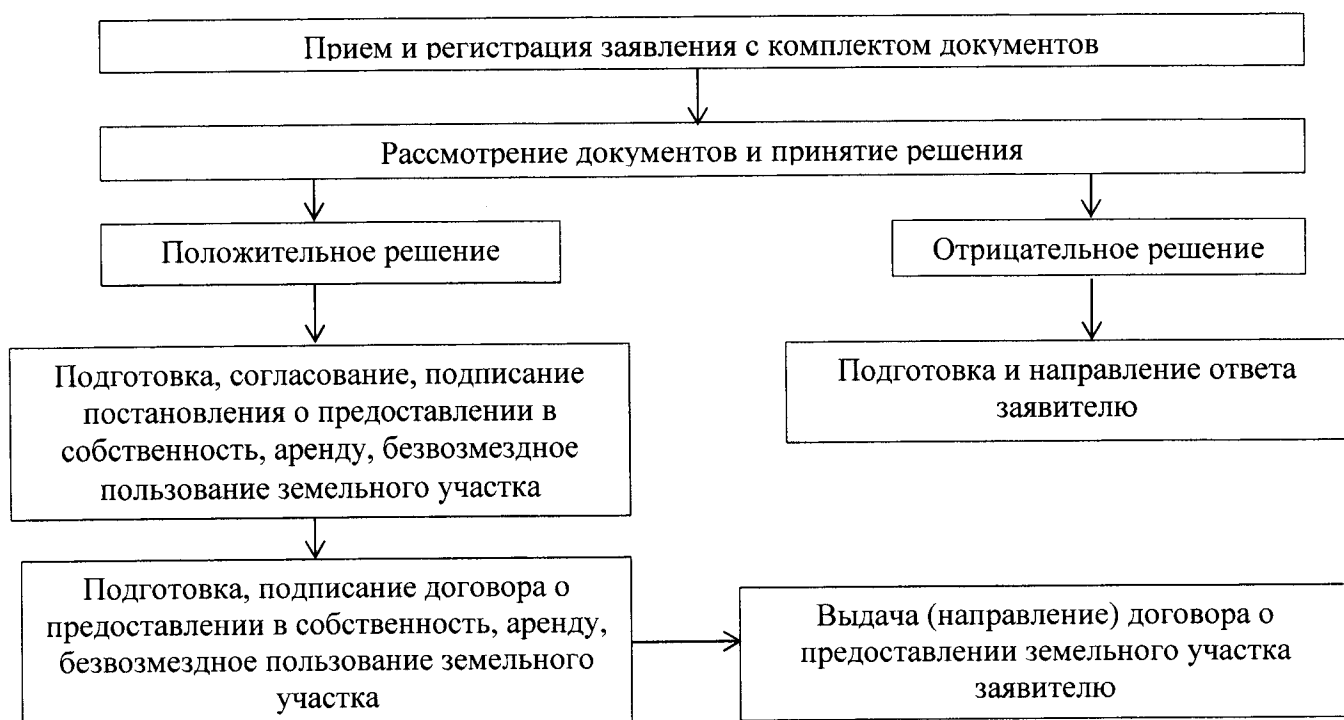 Прием и регистрация заявления с комплектом документов
Рассмотрение документов и принятие решения
Положительное решение
Отрицательное решение
Подготовка, согласование, подписание
постановления о предоставлении в
собственность, аренду, безвозмездное
пользование земельного участка
Подготовка и направление ответа
заявителю
Подготовка, подписание договора о
предоставлении в собственность, аренду,
безвозмездное пользование земельного
участка
Выдача (направление) договора о
предоставлении земельного участка
заявителю